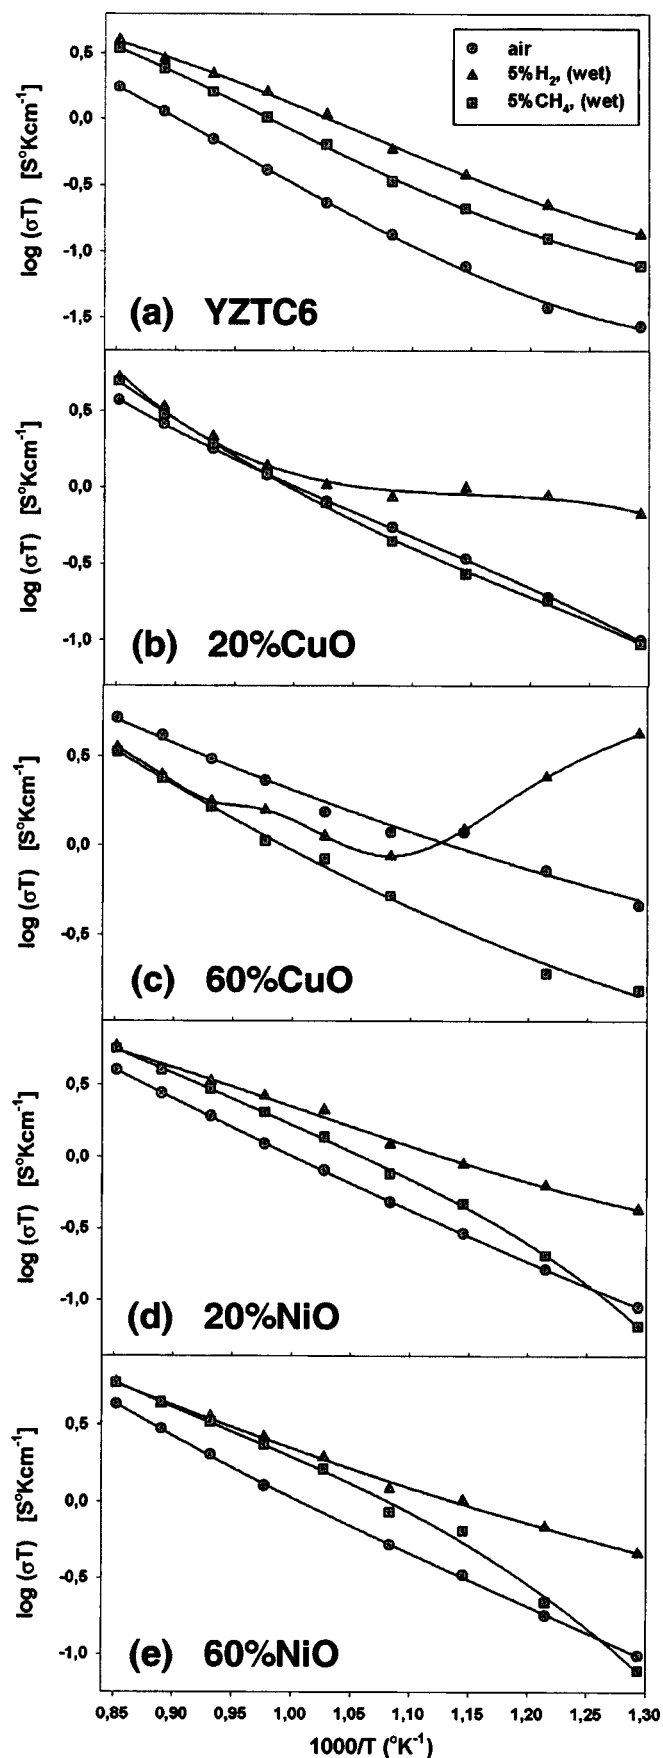 0,5
0,0
-0,5
-1,0
-1,5
log (σT) [S°Kcm⁻¹]
air
5%H₂, (wet)
5%CH₄, (wet)
(a) YZTC6
0,5
0,0
-0,5
-1,0
log (σT) [S°Kcm⁻¹]
(b) 20%CuO
0,5
0,0
-0,5
log (σT) [S°Kcm⁻¹]
(c) 60%CuO
0,5
0,0
-0,5
-1,0
log (σT) [S°Kcm⁻¹]
(d) 20%NiO
0,5
0,0
-0,5
-1,0
log (σT) [S°Kcm⁻¹]
(e) 60%NiO
0,85 0,90 0,95 1,00 1,05 1,10 1,15 1,20 1,25 1,30
1000/T (°K⁻¹)